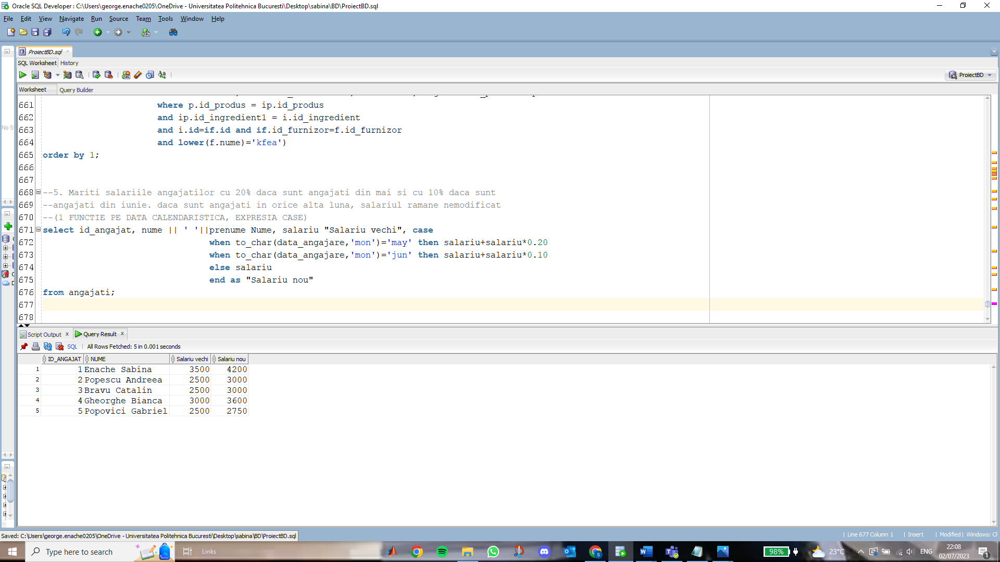 Oracle SQL Developer : C:\Users\george.enache0205\OneDrive - Universitatea Politehnica Bucuresti\Desktop\sabina\BD\ProiectBD.sql
File Edit View Navigate Run Source Team Tools Window Help
ProiectBD.sql
SQL Worksheet History
ProiectBD
Worksheet Query Builder
661 where p.id_produs = ip.id_produs
662 and ip.id_ingredient1 = i.id_ingredient
No S
663 and i.id=if.id and if.id_furnizor=f.id_furnizor
664 and lower(f.nume)='kfea')
665 order by 1;
666
667
668 --5. Mariti salariile angajatilor cu 20% daca sunt angajati din mai si cu 10% daca sunt
669 --angajati din iunie. daca sunt angajati in orice alta luna, salariul ramane nemodificat
670 --(1 FUNCTIE PE DATA CALENDARISTICA, EXPRESIA CASE)
671 select id_angajat, nume || ' '||prenume Nume, salariu "Salariu vechi", case
672 when to_char(data_angajare,'mon')='may' then salariu+salariu*0.20
673 when to_char(data_angajare,'mon')='jun' then salariu+salariu*0.10
674 else salariu
675 end as "Salariu nou"
676 from angajati;
677
678
Script Output Query Result
SQL All Rows Fetched: 5 in 0.001 seconds
ID_ANGAJAT NUME Salariu vechi Salariu nou
1 1 Enache Sabina 3500 4200
2 2 Popescu Andreea 2500 3000
3 3 Bravu Catalin 2500 3000
4 4 Gheorghe Bianca 3000 3600
5 5 Popovici Gabriel 2500 2750
Saved: C:\Users\george.enache0205\OneDrive - Universitatea Politehnica Bucuresti\Desktop\sabina\BD\ProiectBD.sql
Line 677 Column 1 Insert Modified Windows: CF
Type here to search Links 98% 23°C ENG 22:08
02/07/2023 1